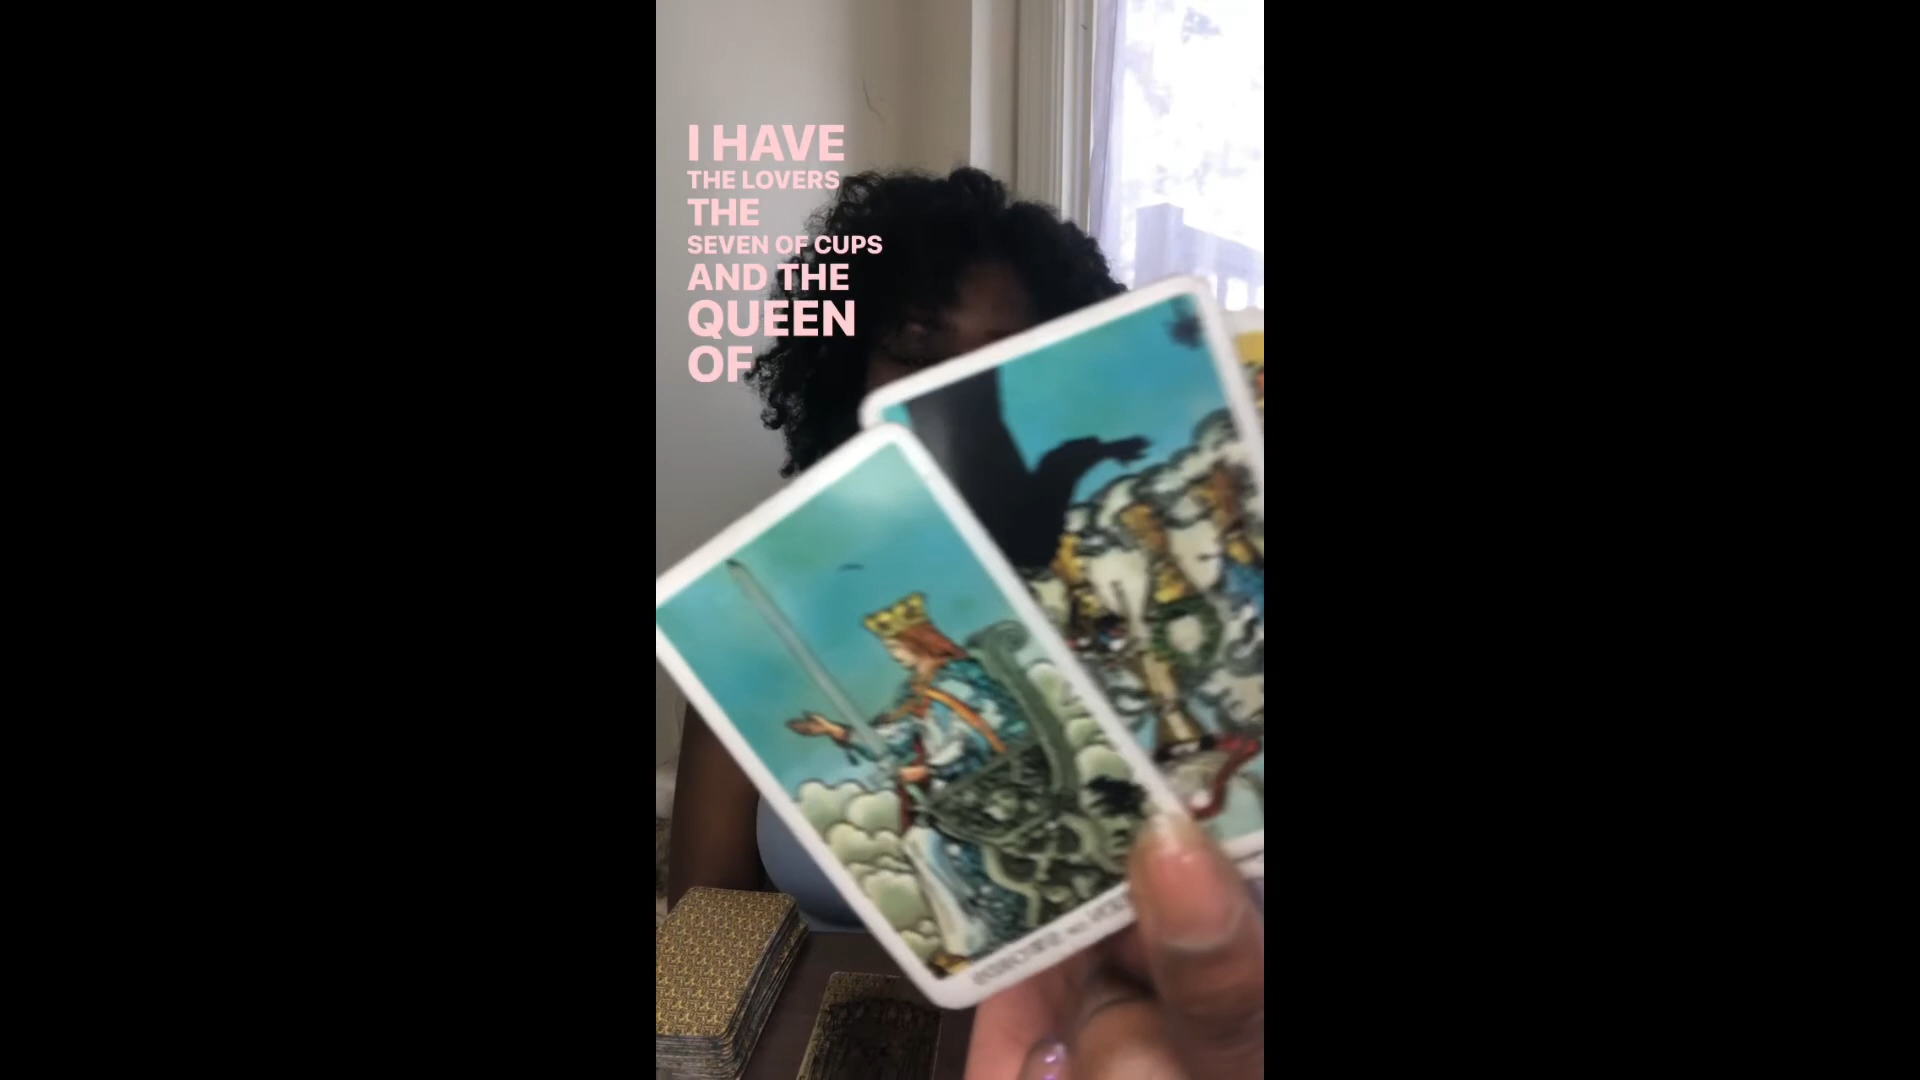 I HAVE
THE LOVERS
THE
SEVEN OF CUPS
AND THE
QUEEN
OF